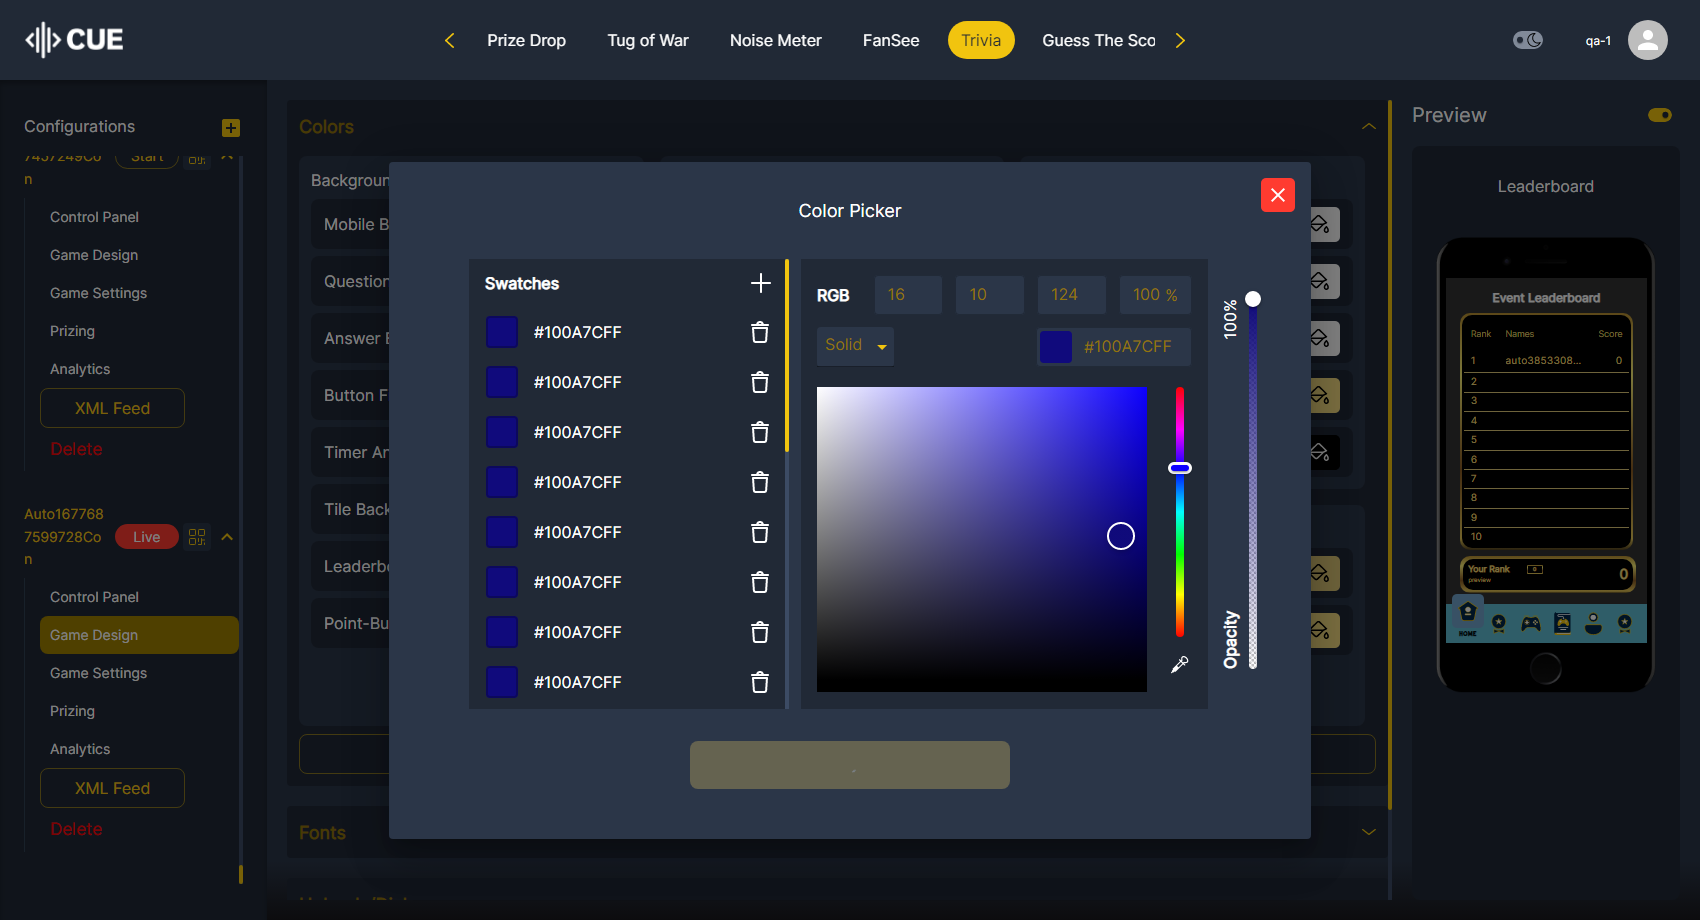 CUE
Prize Drop
Tug of War
Noise Meter
FanSee
Trivia
Guess The Sco
qa-1
Configurations
n
Control Panel
Game Design
Game Settings
Prizing
Analytics
XML Feed
Delete
Auto167768
7599728Co
n
Live
Control Panel
Game Design
Game Settings
Prizing
Analytics
XML Feed
Delete
Colors
Backgroun
Mobile B
Question
Answer
Button F
Timer An
Tile Back
Leaderb
Point-Bu
Fonts
Color Picker
Swatches
#100A7CFF
#100A7CFF
#100A7CFF
#100A7CFF
#100A7CFF
#100A7CFF
#100A7CFF
#100A7CFF
RGB
16
10
124
100 %
Solid
#100A7CFF
100%
Opacity
Preview
Leaderboard
Event Leaderboard
Rank Names Score
1 auto3853308... 0
2
3
4
5
6
7
8
9
10
Your Rank
preview
0
0
HOME